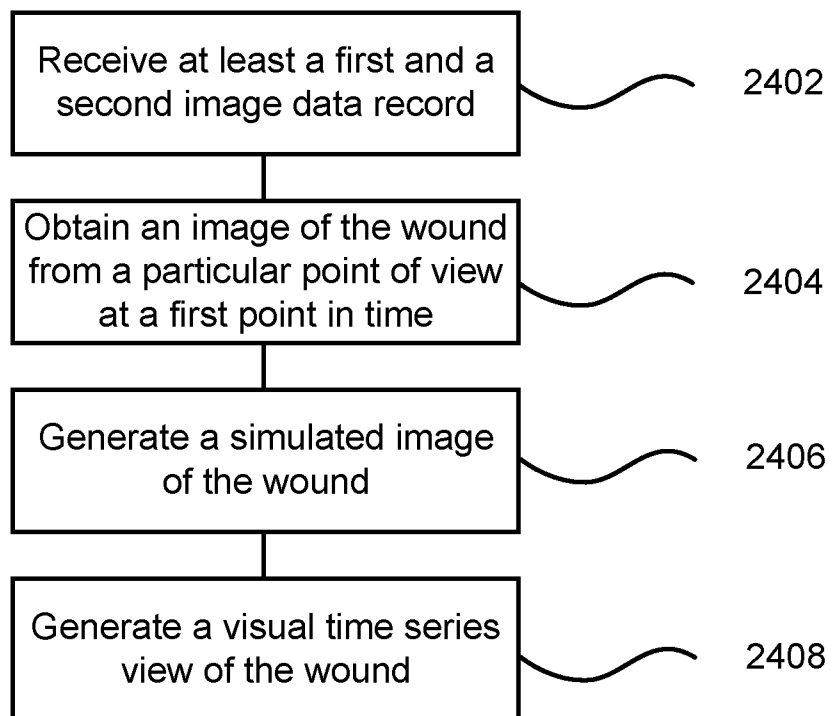 Receive at least a first and a
second image data record
2402
Obtain an image of the wound
from a particular point of view
at a first point in time
2404
Generate a simulated image
of the wound
2406
Generate a visual time series
view of the wound
2408